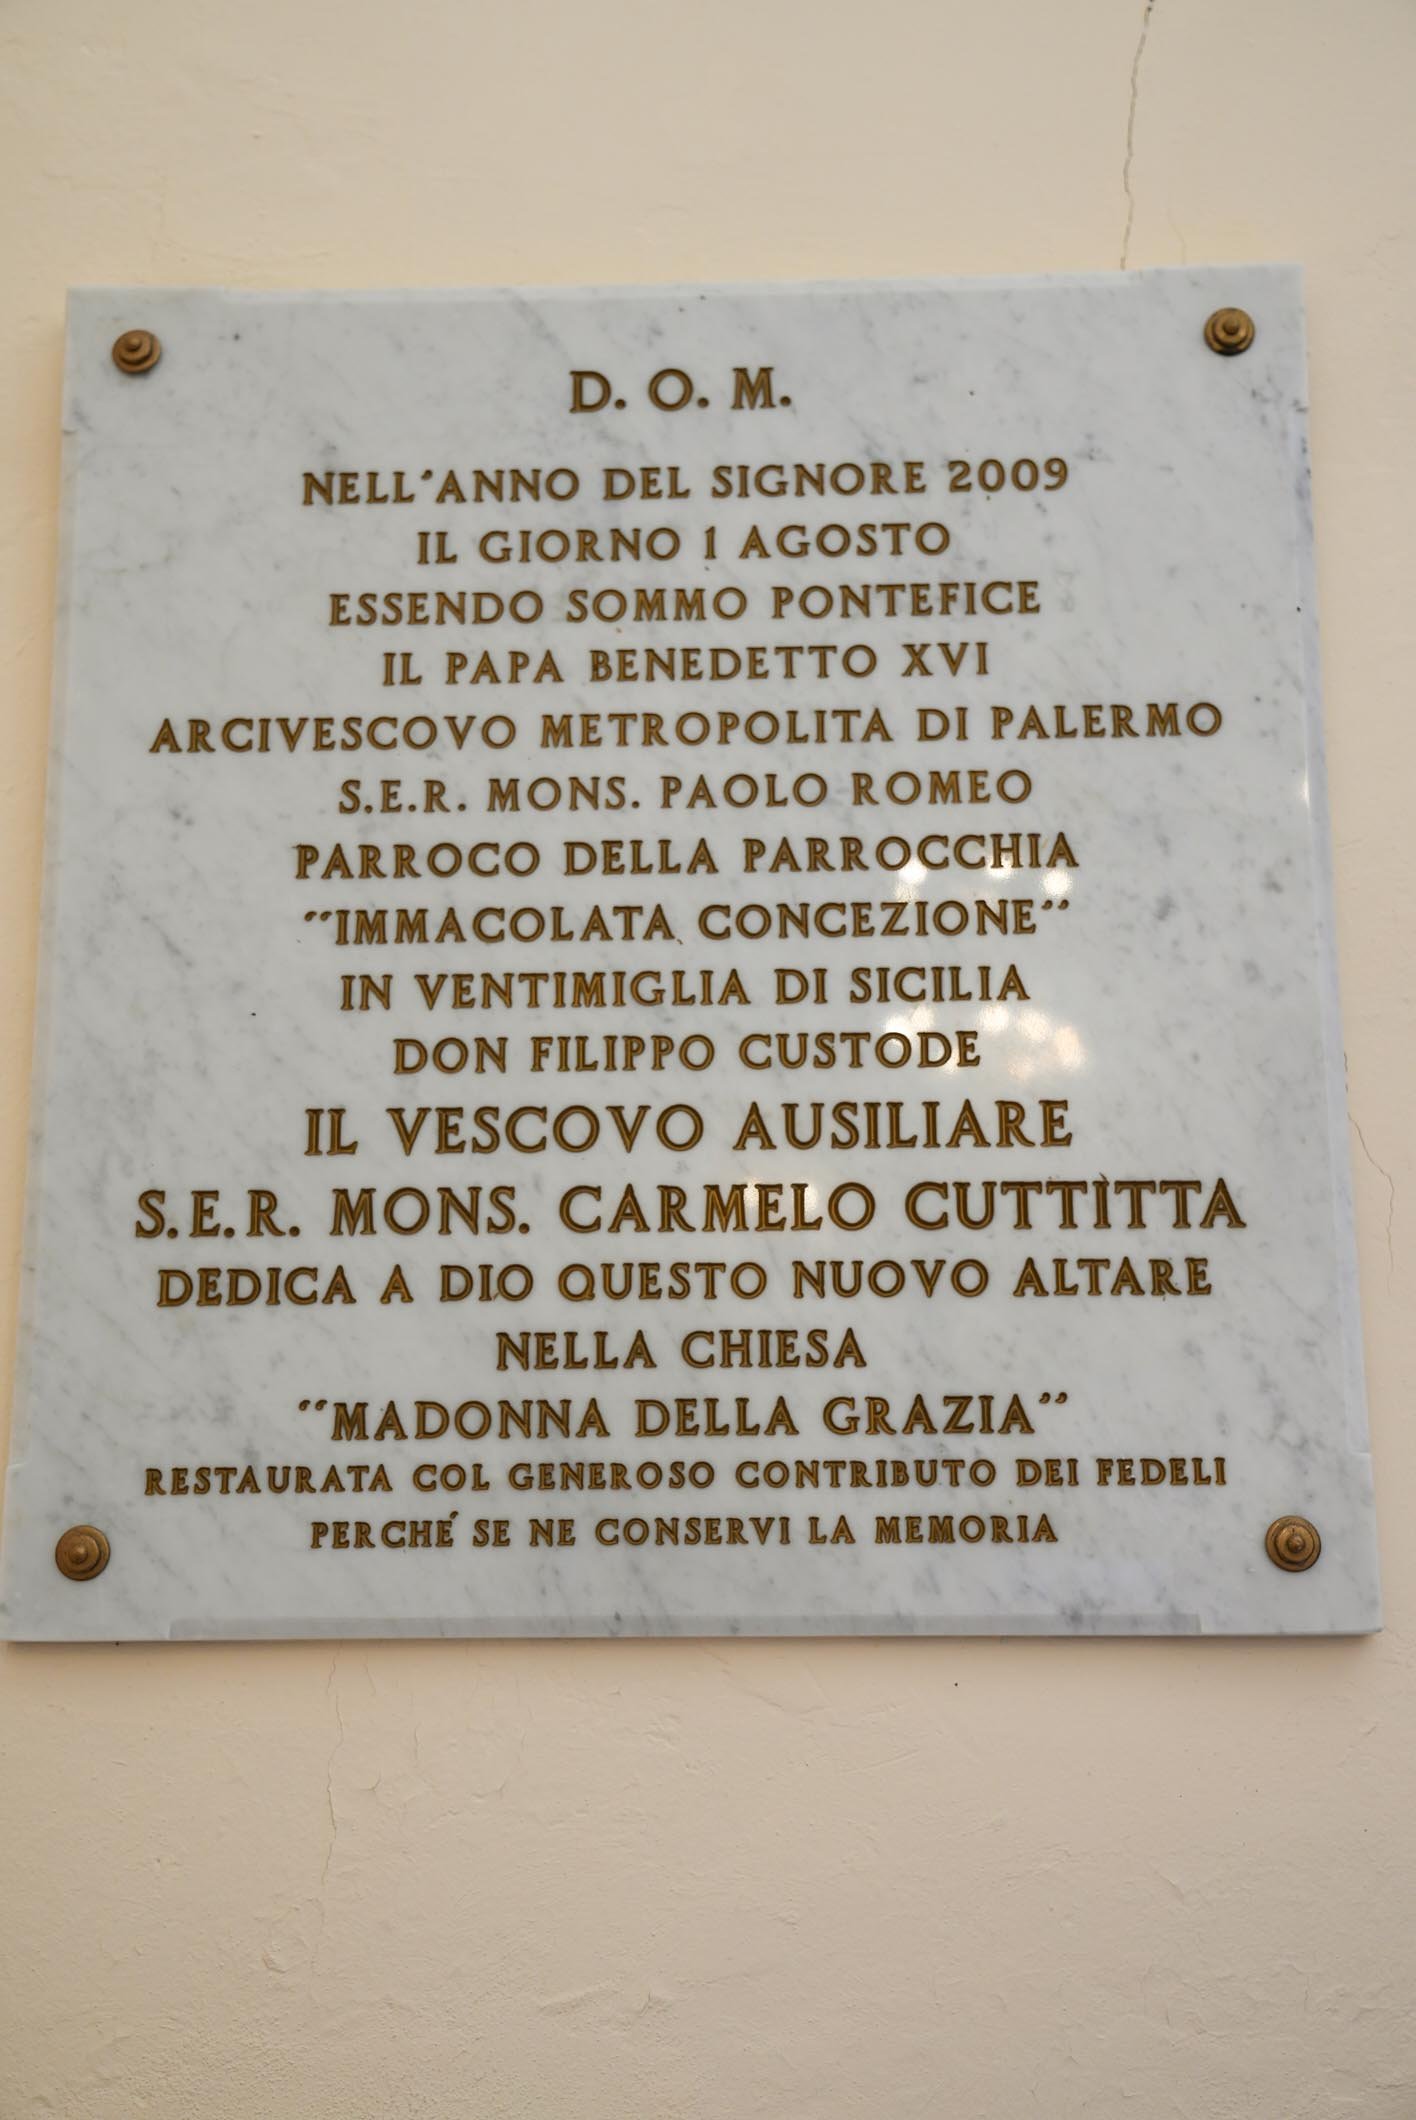 D. O. M.
NELL'ANNO DEL SIGNORE 2009
IL GIORNO 1 AGOSTO
ESSENDO SOMMO PONTEFICE
IL PAPA BENEDETTO XVI
ARCIVESCOVO METROPOLITA DI PALERMO
S.E.R. MONS. PAOLO ROMEO
PARROCO DELLA PARROCCHIA
"IMMACOLATA CONCEZIONE"
IN VENTIMIGLIA DI SICILIA
DON FILIPPO CUSTODE
IL VESCOVO AUSILIARE
S.E.R. MONS. CARMELO CUTTITTA
DEDICA A DIO QUESTO NUOVO ALTARE
NELLA CHIESA
"MADONNA DELLA GRAZIA"
RESTAURATA COL GENEROSO CONTRIBUTO DEI FEDELI
PERCHÉ SE NE CONSERVI LA MEMORIA